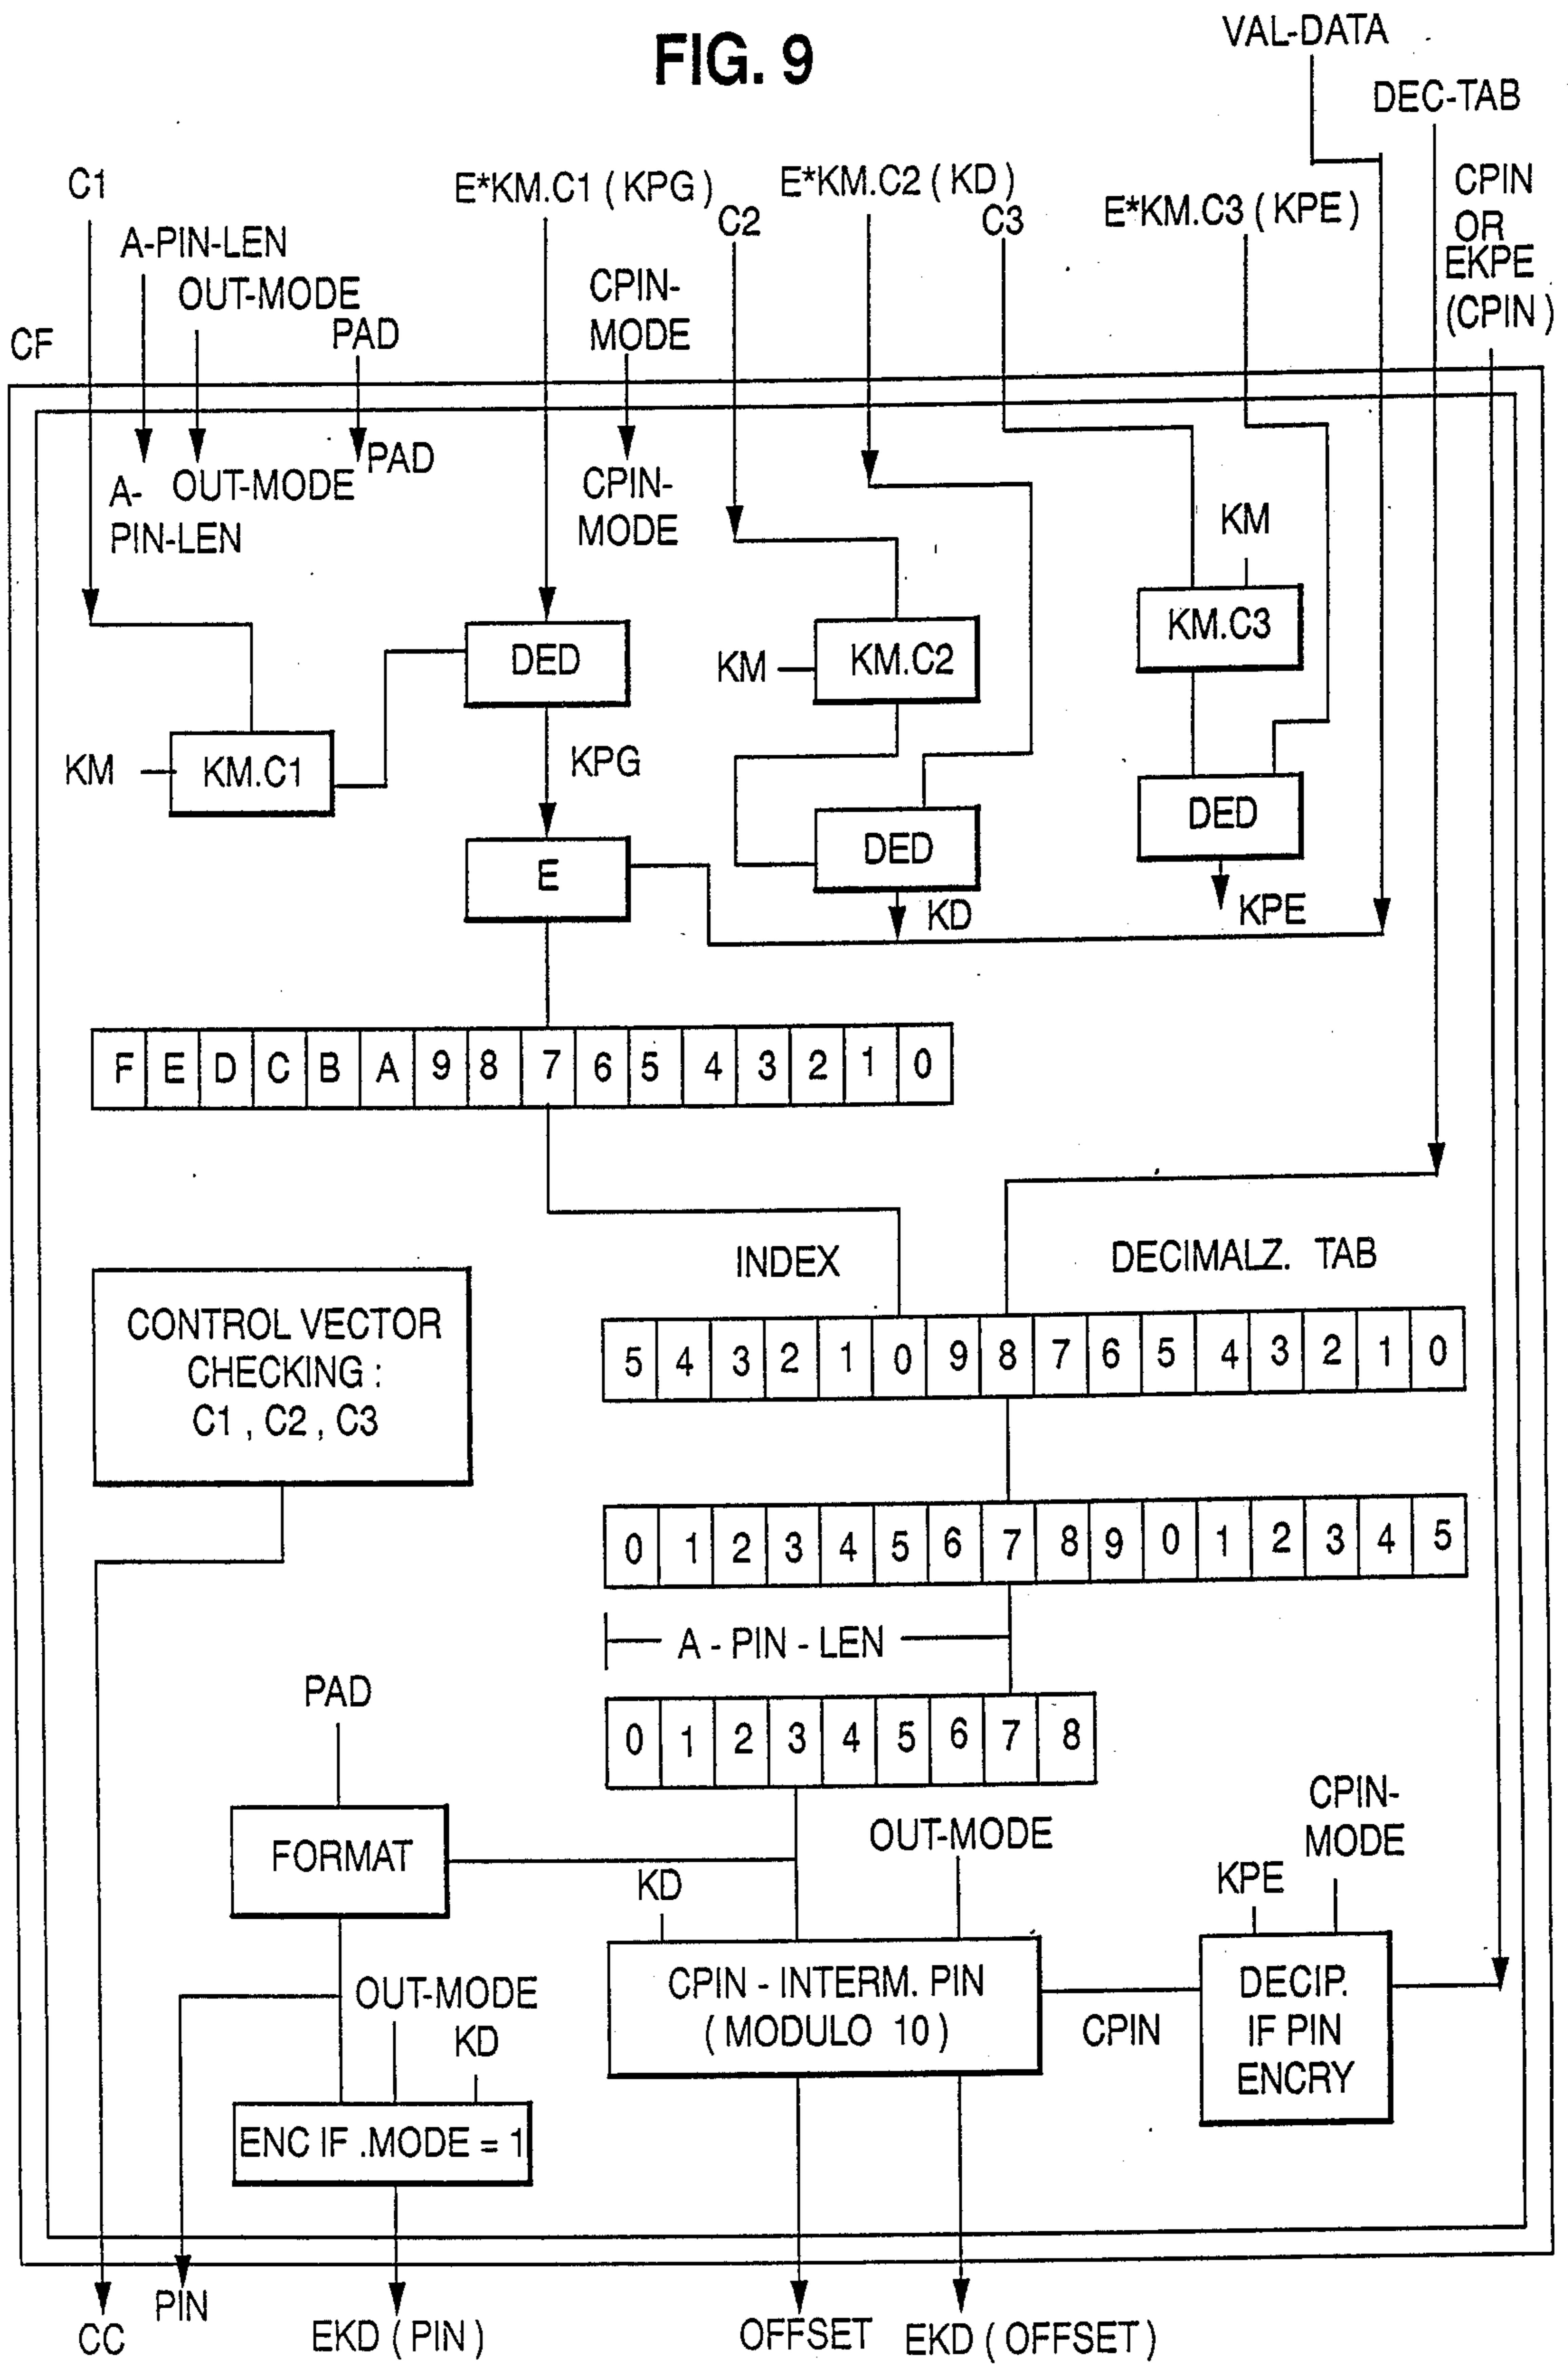 FIG. 9
VAL-DATA
DEC-TAB
C1
E*KM.C1 ( KPG )
E*KM.C2 ( KD )
C2
C3
E*KM.C3 ( KPE )
CPIN
OR
EKPE
(CPIN )
A-PIN-LEN
OUT-MODE
PAD
CPIN-
MODE
CF
A-
PIN-LEN
OUT-MODE
PAD
CPIN-
MODE
KM
KM.C3
DED
KM
KM.C2
KM
KM.C1
KPG
DED
DED
E
KD
KPE
F E D C B A 9 8 7 6 5 4 3 2 1 0
INDEX
DECIMALZ. TAB
CONTROL VECTOR
CHECKING :
C1 , C2 , C3
5 4 3 2 1 0 9 8 7 6 5 4 3 2 1 0
0 1 2 3 4 5 6 7 8 9 0 1 2 3 4 5
A - PIN - LEN
0 1 2 3 4 5 6 7 8
PAD
FORMAT
KD
OUT-MODE
CPIN-
MODE
KPE
CPIN - INTERM. PIN
( MODULO 10 )
CPIN
DECIP.
IF PIN
ENCRY
OUT-MODE
KD
ENC IF .MODE = 1
CC
PIN
EKD ( PIN )
OFFSET
EKD ( OFFSET )